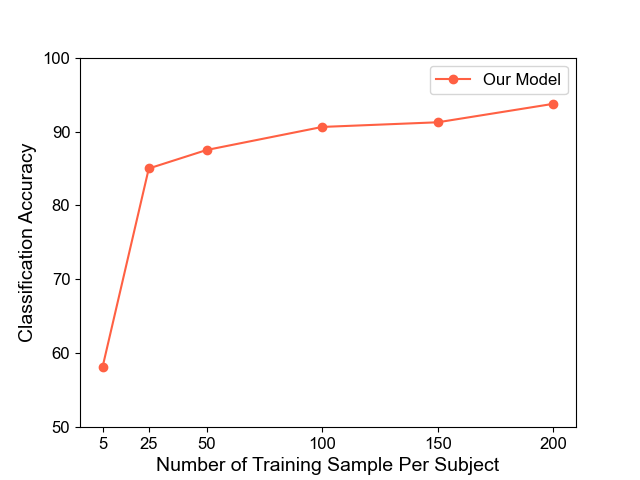 100
90
80
70
60
50
Classification Accuracy
Our Model
5 25 50 100 150 200
Number of Training Sample Per Subject